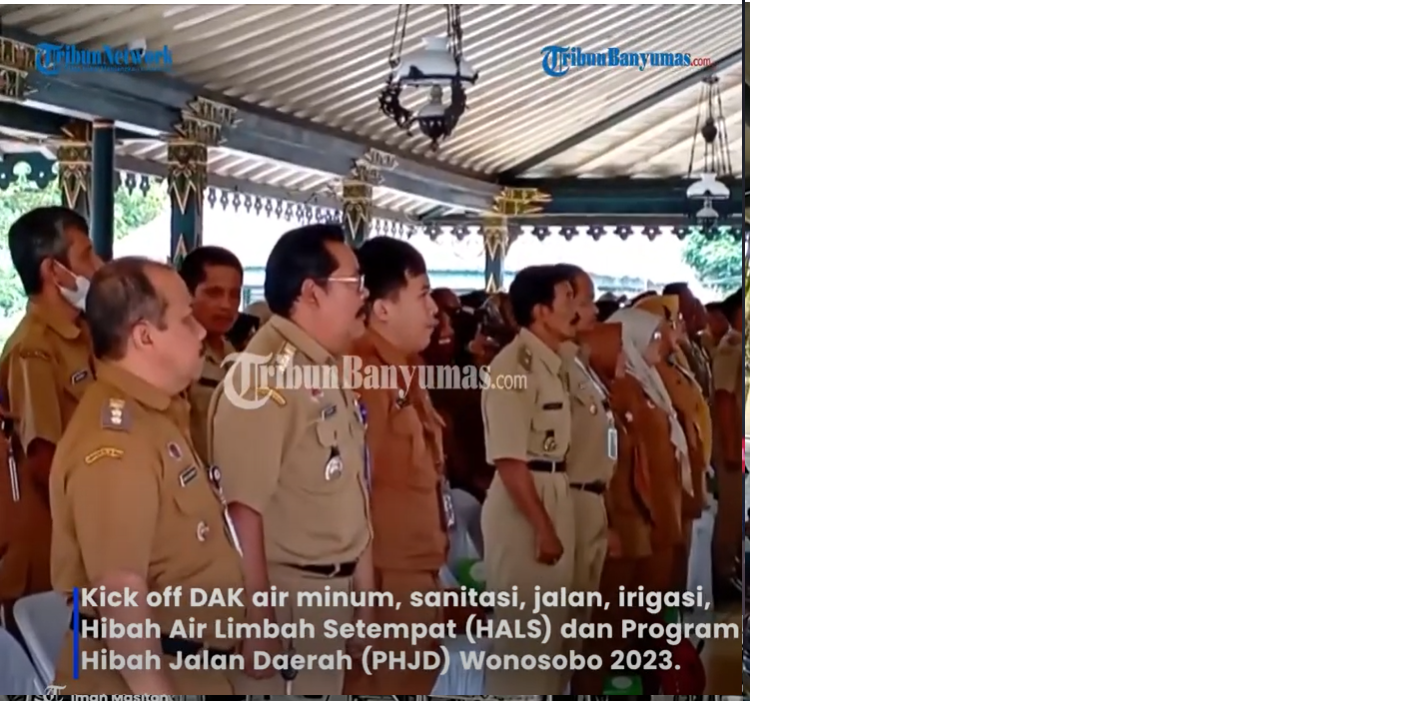 TribunNetwork
TribunBanyumas.com
TribunBanyumas.com
Kick off DAK air minum, sanitasi, jalan, irigasi,
Hibah Air Limbah Setempat (HALS) dan Program
Hibah Jalan Daerah (PHJD) Wonosobo 2023.